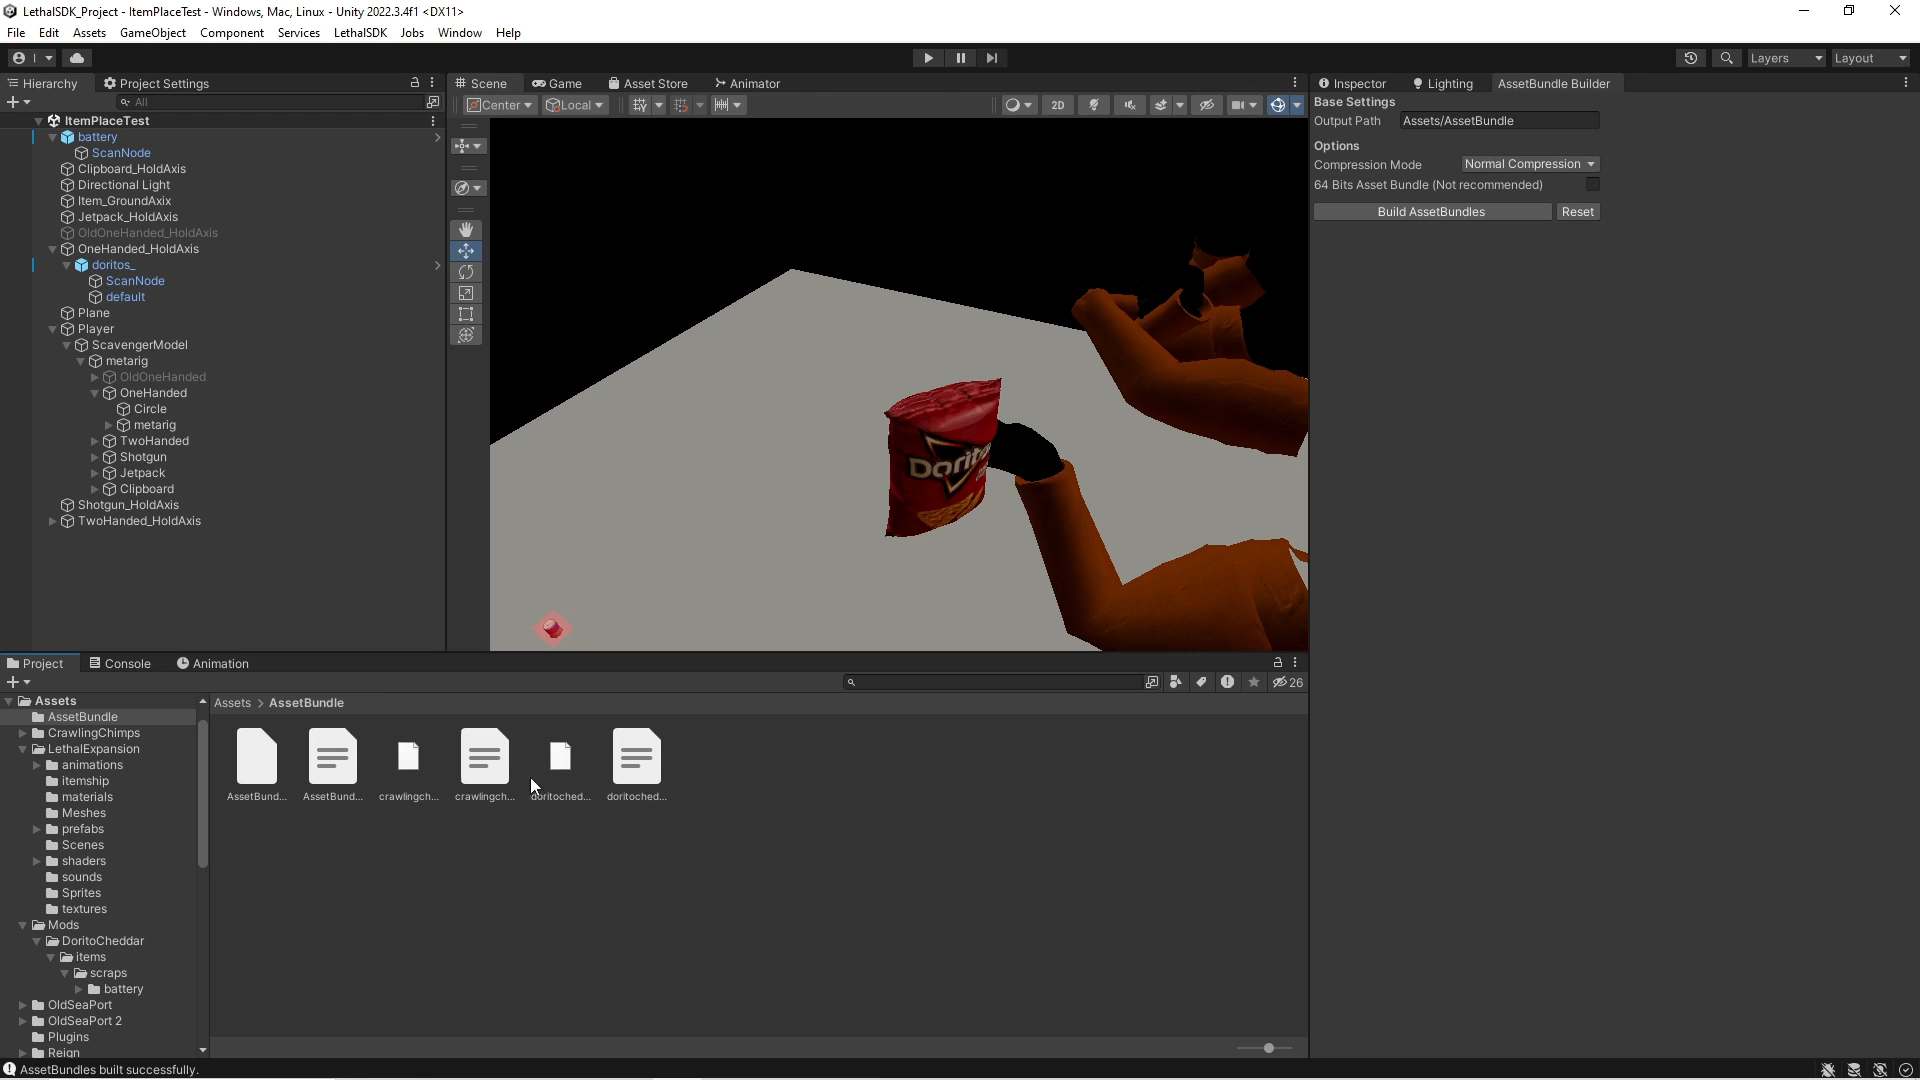 LethalSDK_Project - ItemPlaceTest - Windows, Mac, Linux - Unity 2022.3.4f1 <DX11>
File Edit Assets GameObject Component Services LethalSDK Jobs Window Help
I
Layers Layout
Hierarchy Project Settings
All
ItemPlaceTest
battery
ScanNode
Clipboard_HoldAxis
Directional Light
Item_GroundAxix
Jetpack_HoldAxis
OldOneHanded_HoldAxis
OneHanded_HoldAxis
doritos_
ScanNode
default
Plane
Player
ScavengerModel
metarig
OldOneHanded
OneHanded
Circle
metarig
TwoHanded
Shotgun
Jetpack
Clipboard
Shotgun_HoldAxis
TwoHanded_HoldAxis
Scene Game Asset Store Animator
Center Local 2D
Dorito
Inspector Lighting AssetBundle Builder
Base Settings
Output Path Assets/AssetBundle
Options
Compression Mode Normal Compression
64 Bits Asset Bundle (Not recommended)
Build AssetBundles Reset
Project Console Animation
26
Assets
AssetBundle
CrawlingChimps
LethalExpansion
animations
itemship
materials
Meshes
prefabs
Scenes
shaders
sounds
Sprites
textures
Mods
DoritoCheddar
items
scraps
battery
OldSeaPort
OldSeaPort 2
Plugins
Reign
Assets > AssetBundle
AssetBund... AssetBund... crawlingch... crawlingch... doritoched... doritoched...
AssetBundles built successfully.